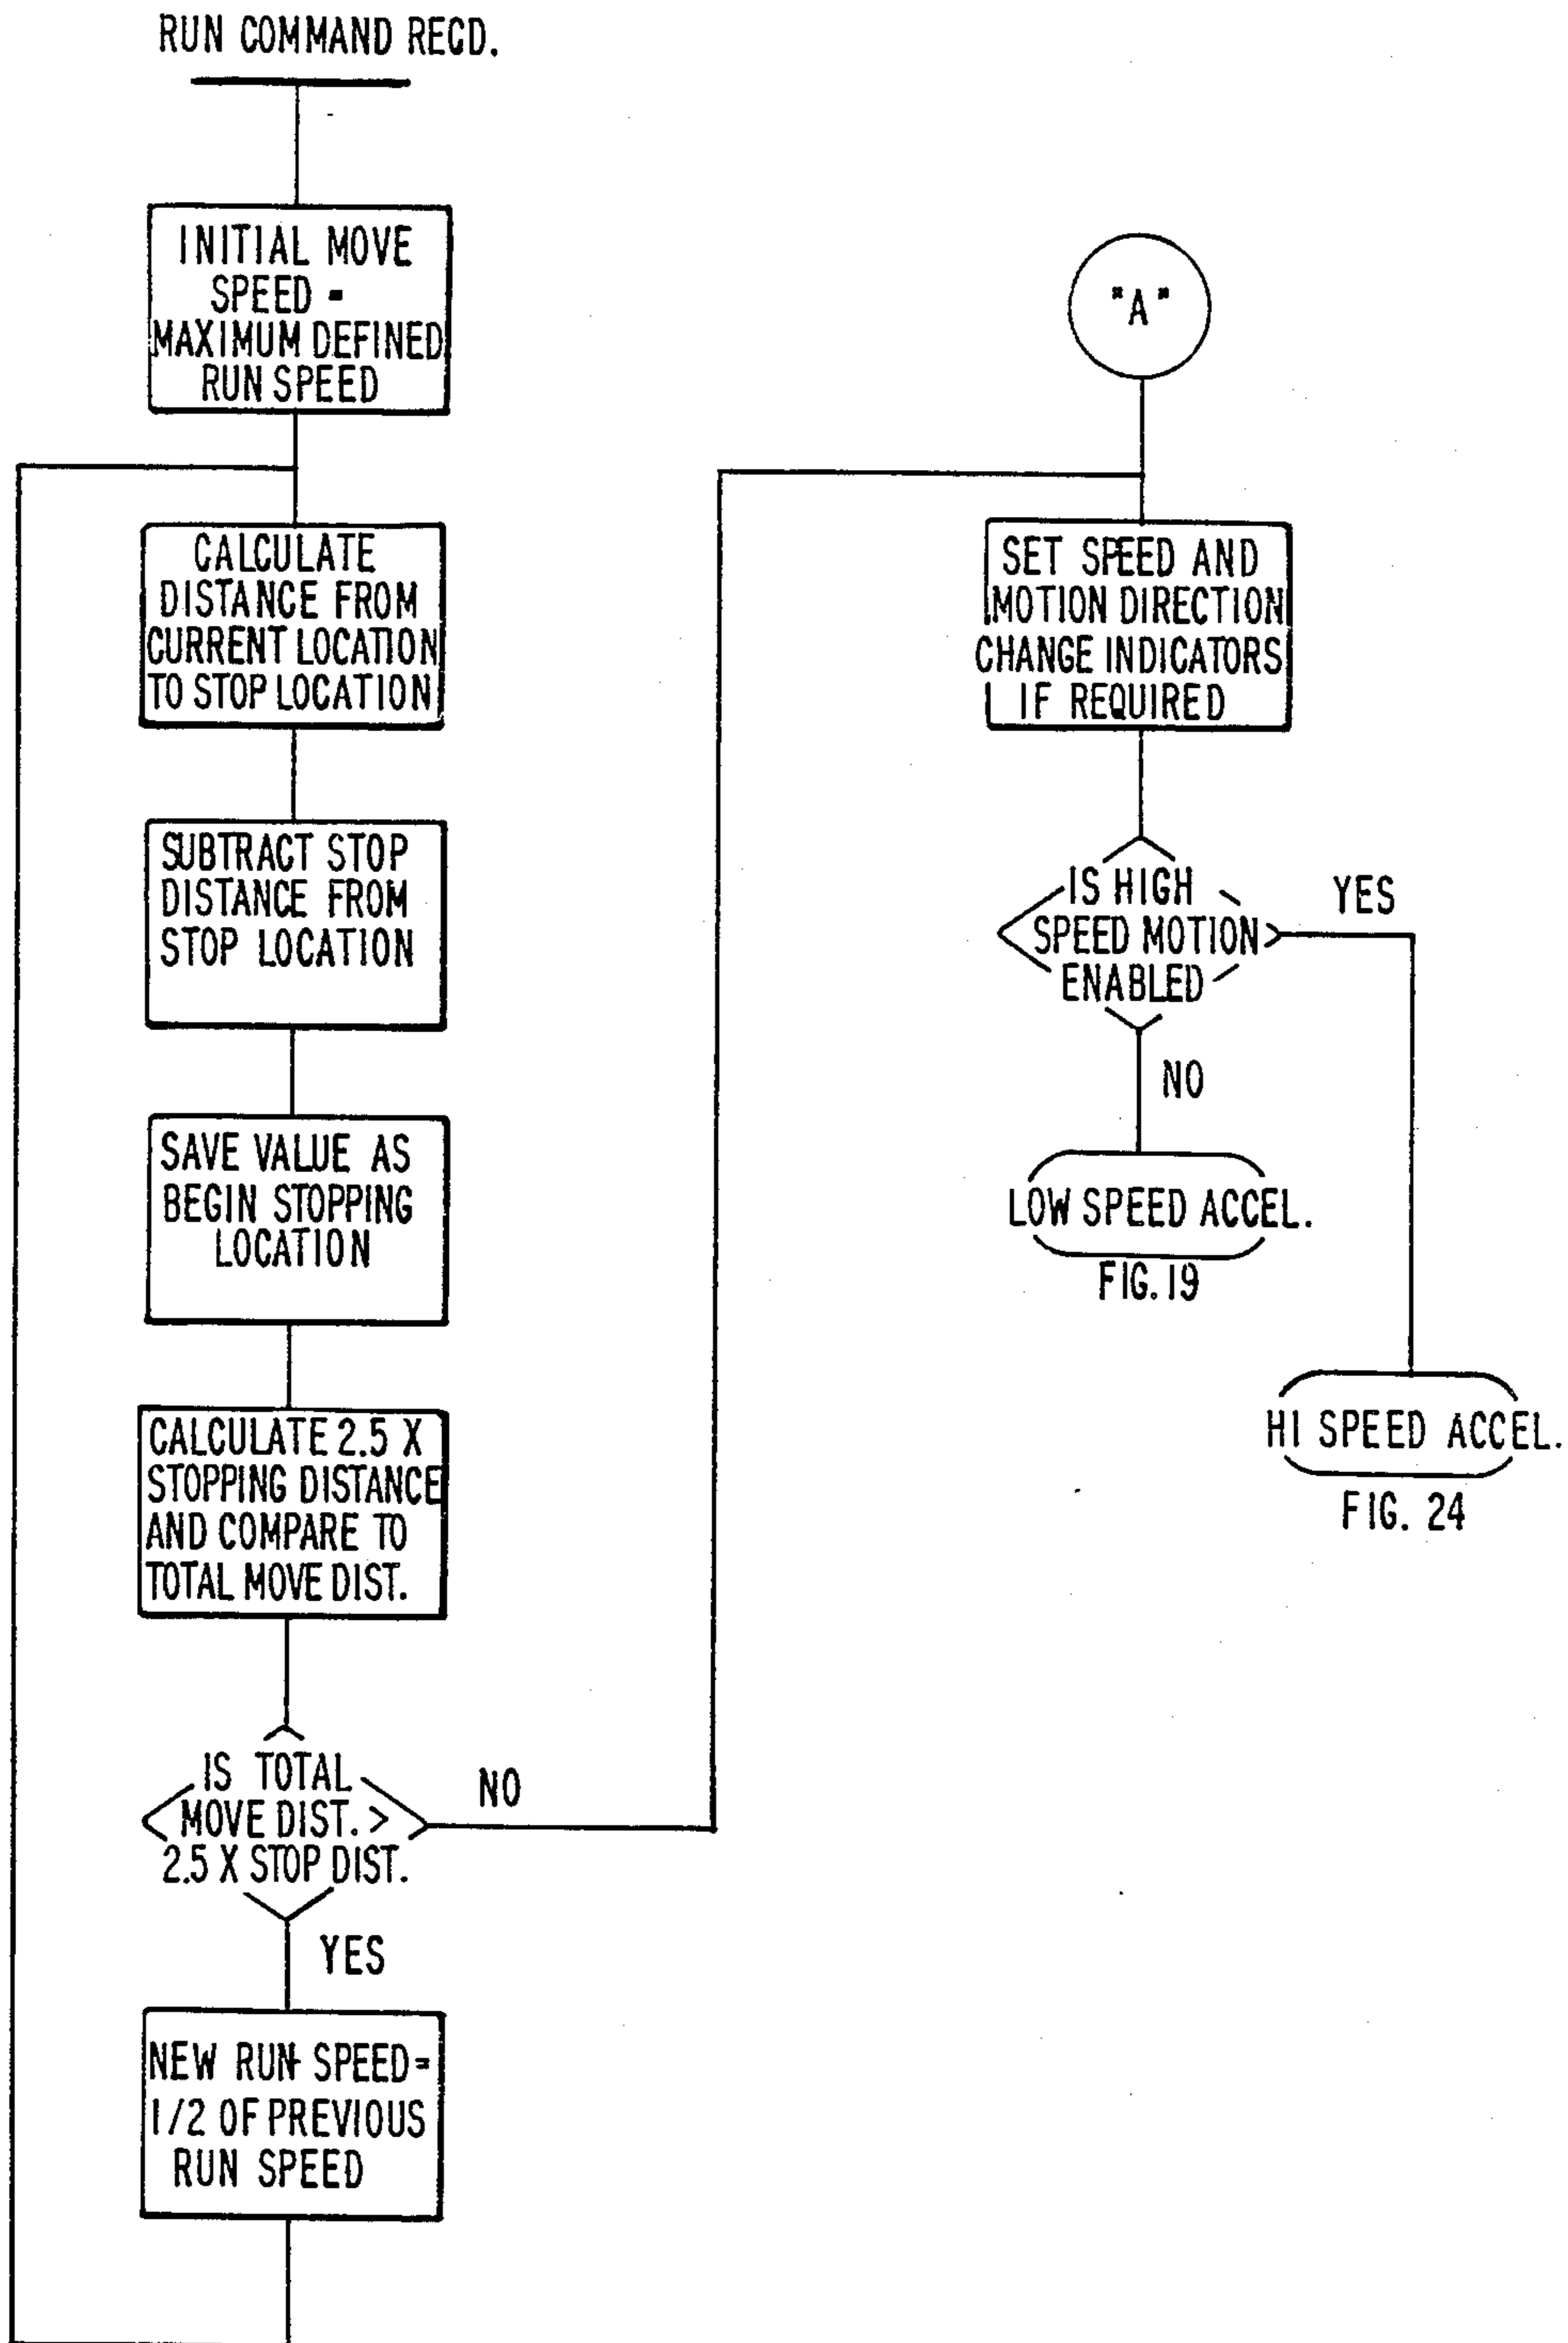 RUN COMMAND RECD.
INITIAL MOVE
SPEED =
MAXIMUM DEFINED
RUN SPEED
CALCULATE
DISTANCE FROM
CURRENT LOCATION
TO STOP LOCATION
SUBTRACT STOP
DISTANCE FROM
STOP LOCATION
SAVE VALUE AS
BEGIN STOPPING
LOCATION
CALCULATE 2.5 X
STOPPING DISTANCE
AND COMPARE TO
TOTAL MOVE DIST.
IS TOTAL
MOVE DIST. >
2.5 X STOP DIST.
NO
YES
NEW RUN SPEED =
1/2 OF PREVIOUS
RUN SPEED
"A"
SET SPEED AND
MOTION DIRECTION
CHANGE INDICATORS
IF REQUIRED
IS HIGH
SPEED MOTION
ENABLED
YES
NO
LOW SPEED ACCEL.
FIG. 19
HI SPEED ACCEL.
FIG. 24